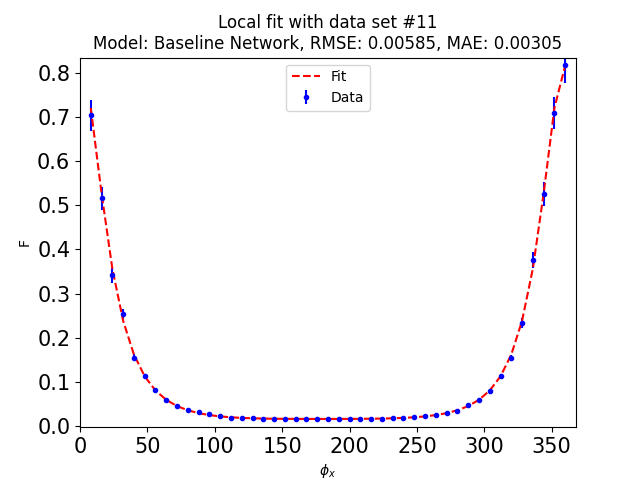 Local fit with data set #11
Model: Baseline Network, RMSE: 0.00585, MAE: 0.00305
Fit
Data
F
0.8
0.7
0.6
0.5
0.4
0.3
0.2
0.1
0.0
0 50 100 150 200 250 300 350
ϕₓ